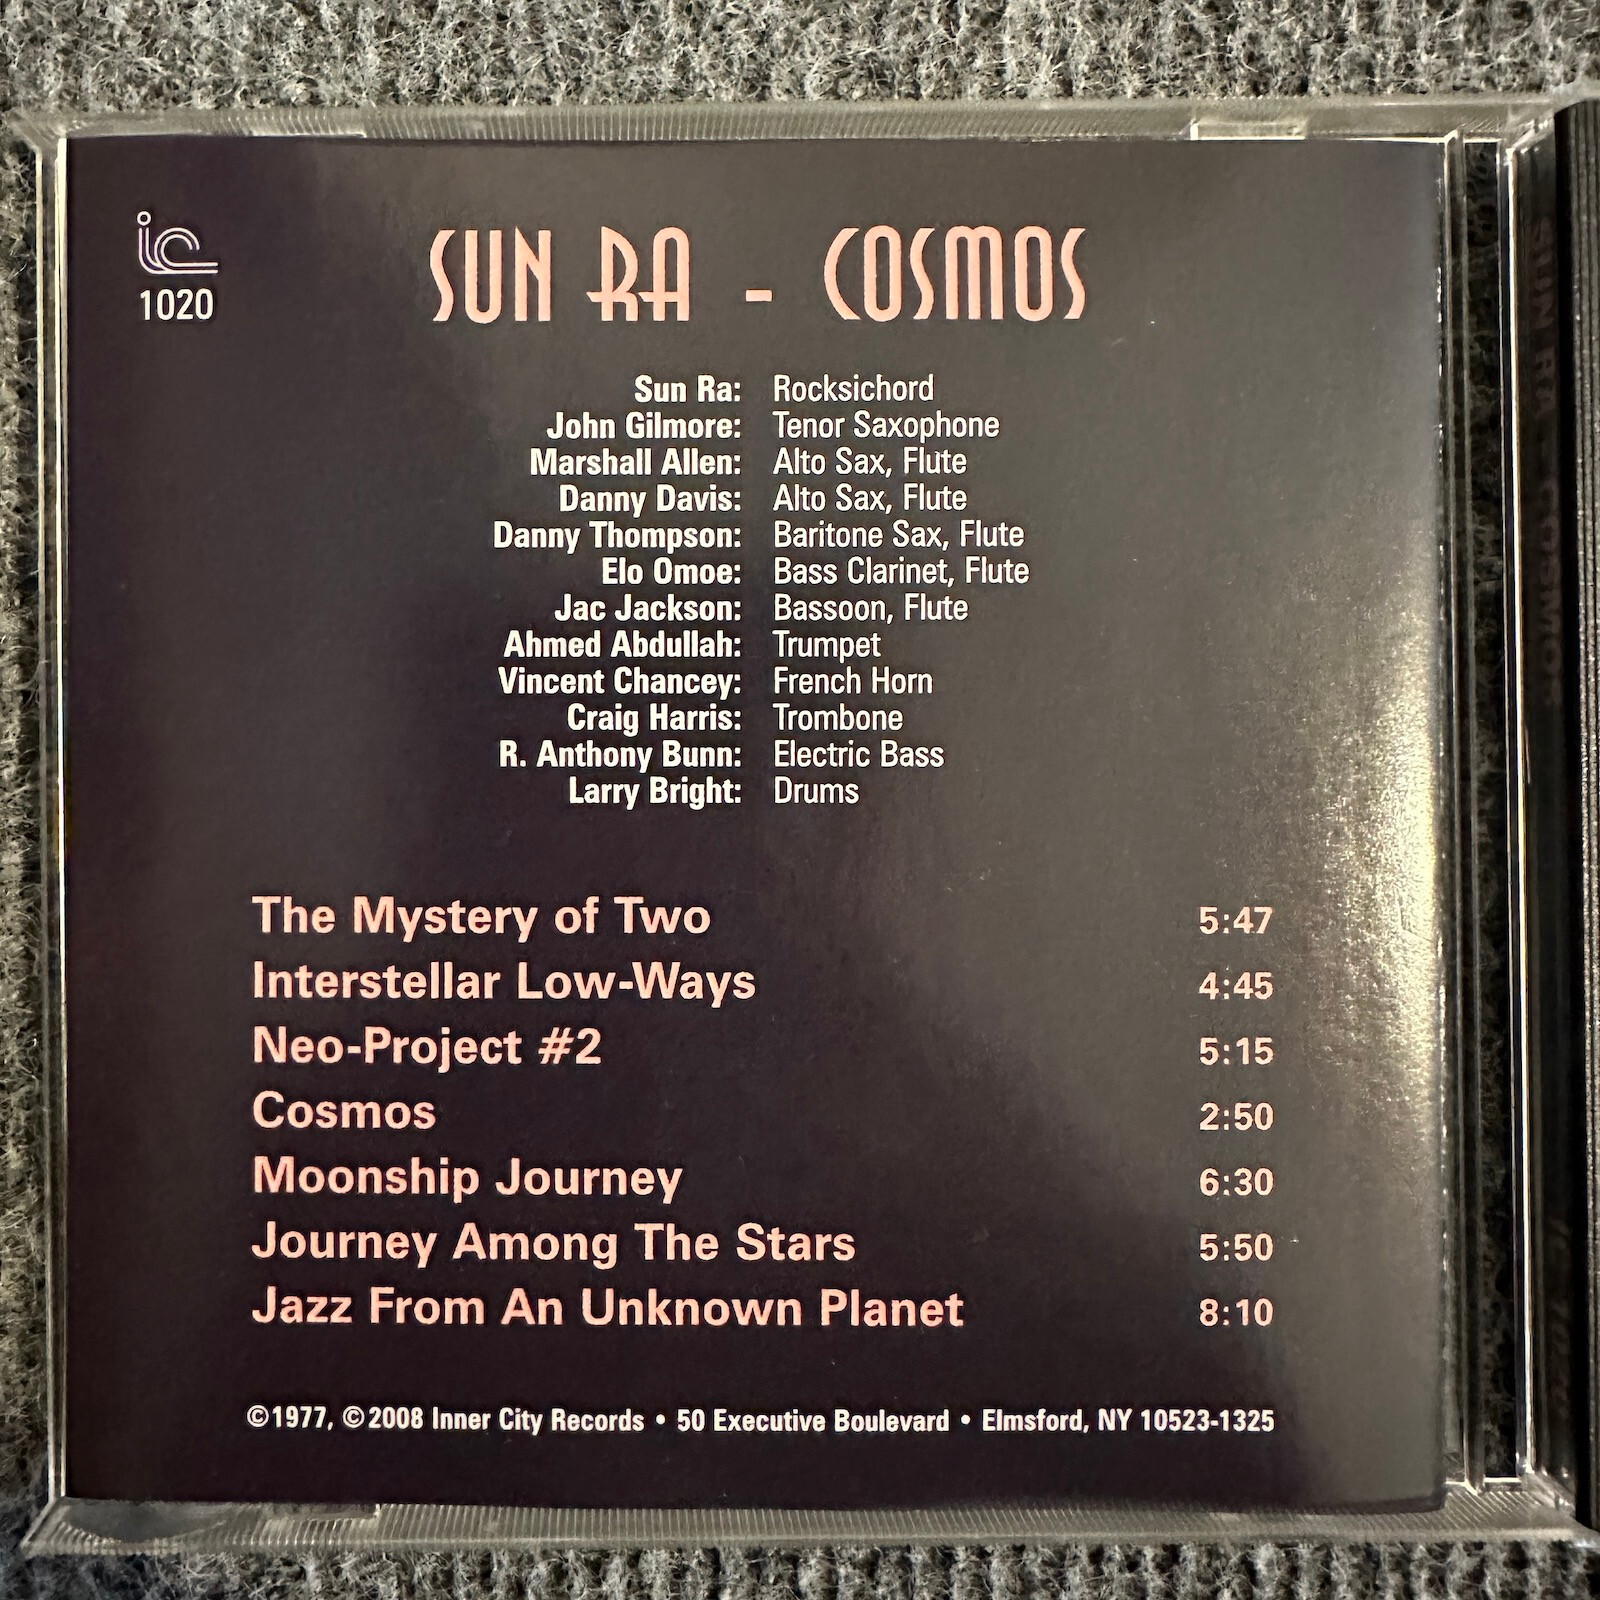 ic
1020
SUN RA - COSMOS
Sun Ra: Rocksichord
John Gilmore: Tenor Saxophone
Marshall Allen: Alto Sax, Flute
Danny Davis: Alto Sax, Flute
Danny Thompson: Baritone Sax, Flute
Elo Omoe: Bass Clarinet, Flute
Jac Jackson: Bassoon, Flute
Ahmed Abdullah: Trumpet
Vincent Chancey: French Horn
Craig Harris: Trombone
R. Anthony Bunn: Electric Bass
Larry Bright: Drums
The Mystery of Two 5:47
Interstellar Low-Ways 4:45
Neo-Project #2 5:15
Cosmos 2:50
Moonship Journey 6:30
Journey Among The Stars 5:50
Jazz From An Unknown Planet 8:10
©1977, ©2008 Inner City Records • 50 Executive Boulevard • Elmsford, NY 10523-1325
SUN RA - COSMOS